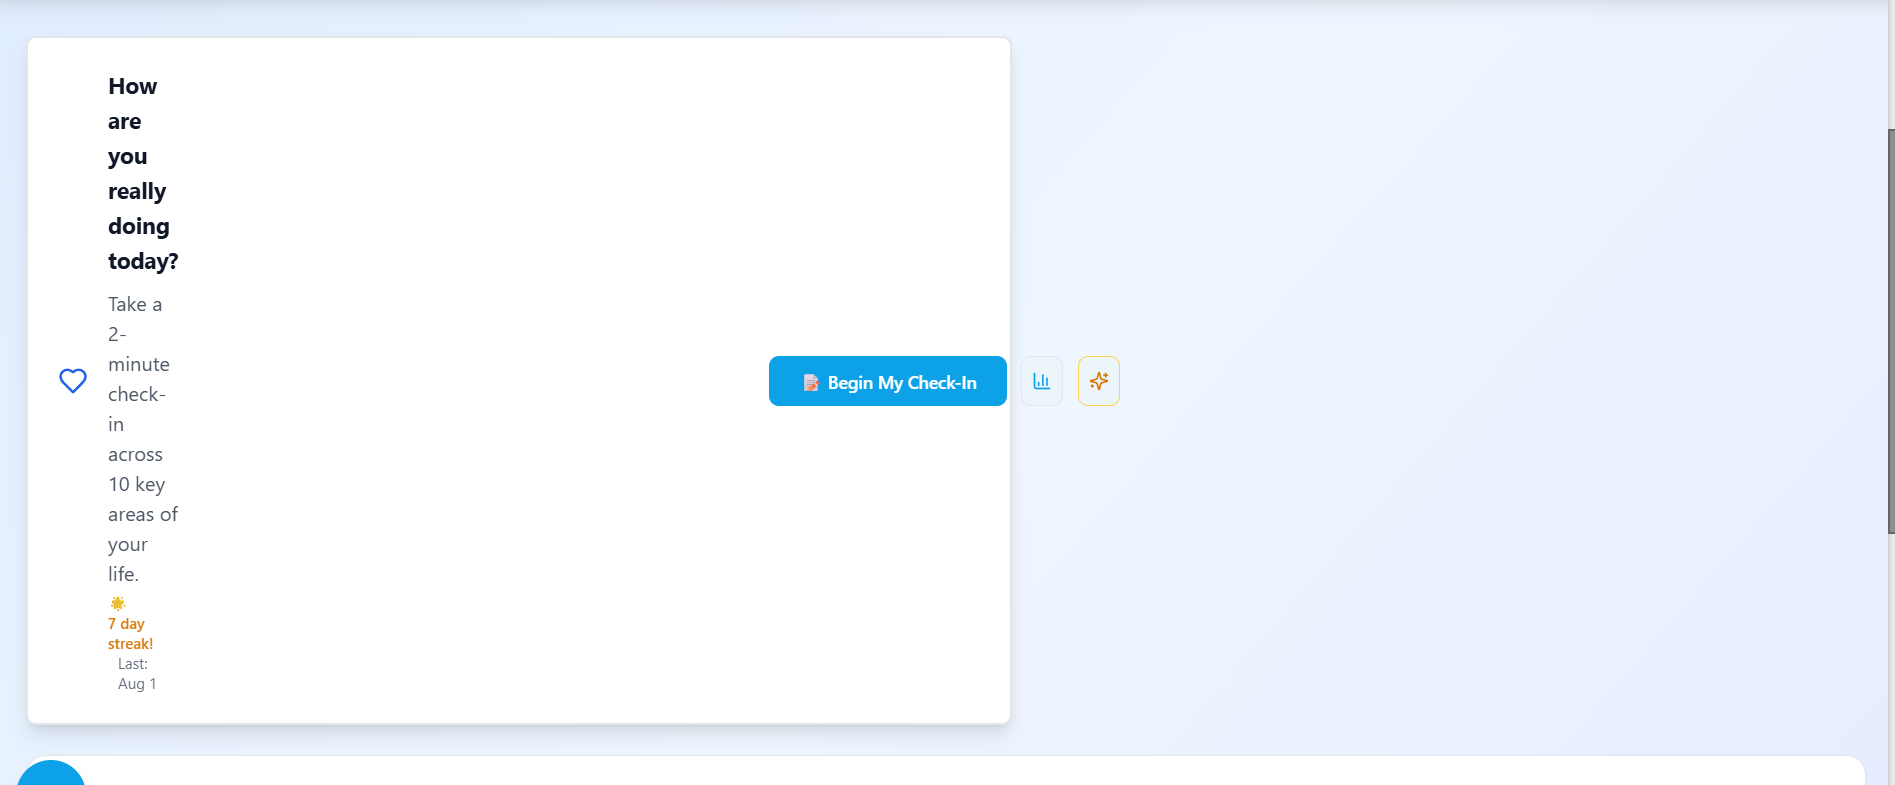 How
are
you
really
doing
today?
Take a
2-
minute
check-
in
across
10 key
areas of
your
life.
🌟
7 day
streak!
Last:
Aug 1
📝 Begin My Check-In